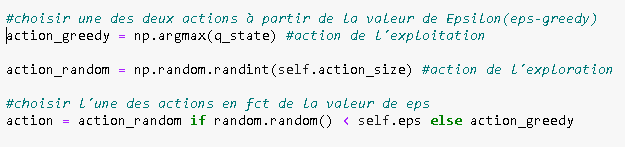 #choisir une des deux actions à partir de la valeur de Epsilon(eps-greedy)
action_greedy = np.argmax(q_state) #action de l'exploitation
action_random = np.random.randint(self.action_size) #action de l'exploration
#choisir l'une des actions en fct de la valeur de eps
action = action_random if random.random() < self.eps else action_greedy